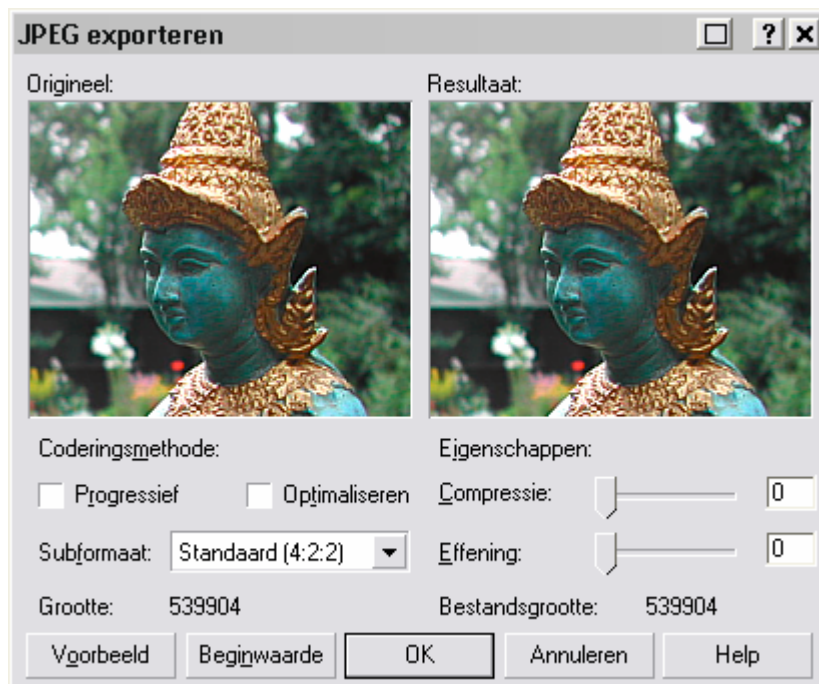 JPEG exporteren
Origineel: Resultaat:
Coderingsmethode: Eigenschappen:
Progressief Optimaliseren Compressie: 0
Subformaat: Standaard (4:2:2) Effening: 0
Grootte: 539904 Bestandsgrootte: 539904
Voorbeeld Beginwaarde OK Annuleren Help